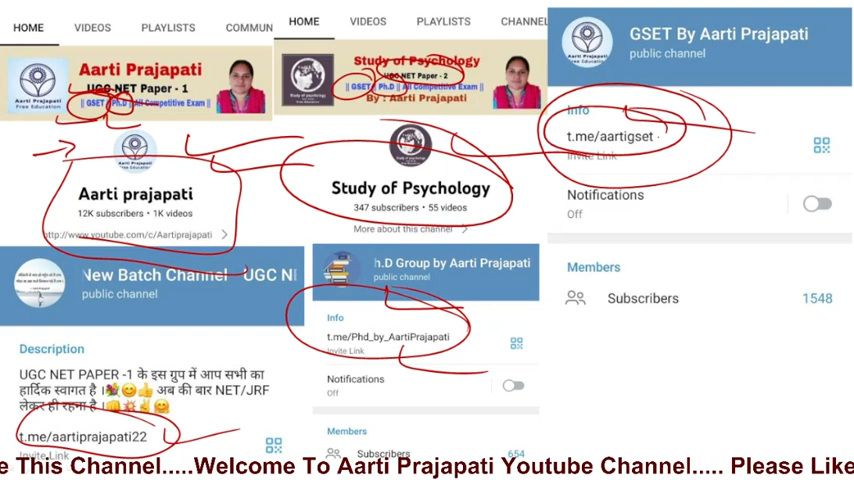 HOME VIDEOS PLAYLISTS COMMUN
Aarti Prajapati
UGC-NET Paper - 1
|| GSET || Ph.D || All Competitive Exam ||
Aarti Prajapati
Free Education
Aarti prajapati
12K subscribers • 1K videos
http://www.youtube.com/c/Aartiprajapati
HOME VIDEOS PLAYLISTS CHANNEL
Study of Psychology
UGC-NET Paper - 2
|| GSET || Ph.D || All Competitive Exam ||
By : Aarti Prajapati
Study of Psychology
347 subscribers • 55 videos
More about this channel
GSET By Aarti Prajapati
public channel
Info
t.me/aartigset
Invite Link
Notifications
Off
Members
Subscribers 1548
New Batch Channel UGC NE
public channel
Description
UGC NET PAPER -1 के इस ग्रुप में आप सभी का
हार्दिक स्वागत है ।💐😊👍 अब की बार NET/JRF
लेकर ही रहना है ।👊💥✌🤗
t.me/aartiprajapati22
Invite Link
h.D Group by Aarti Prajapati
public channel
Info
t.me/Phd_by_AartiPrajapati
Invite Link
Notifications
Off
Members
Subscribers 654
e This Channel.....Welcome To Aarti Prajapati Youtube Channel..... Please Like